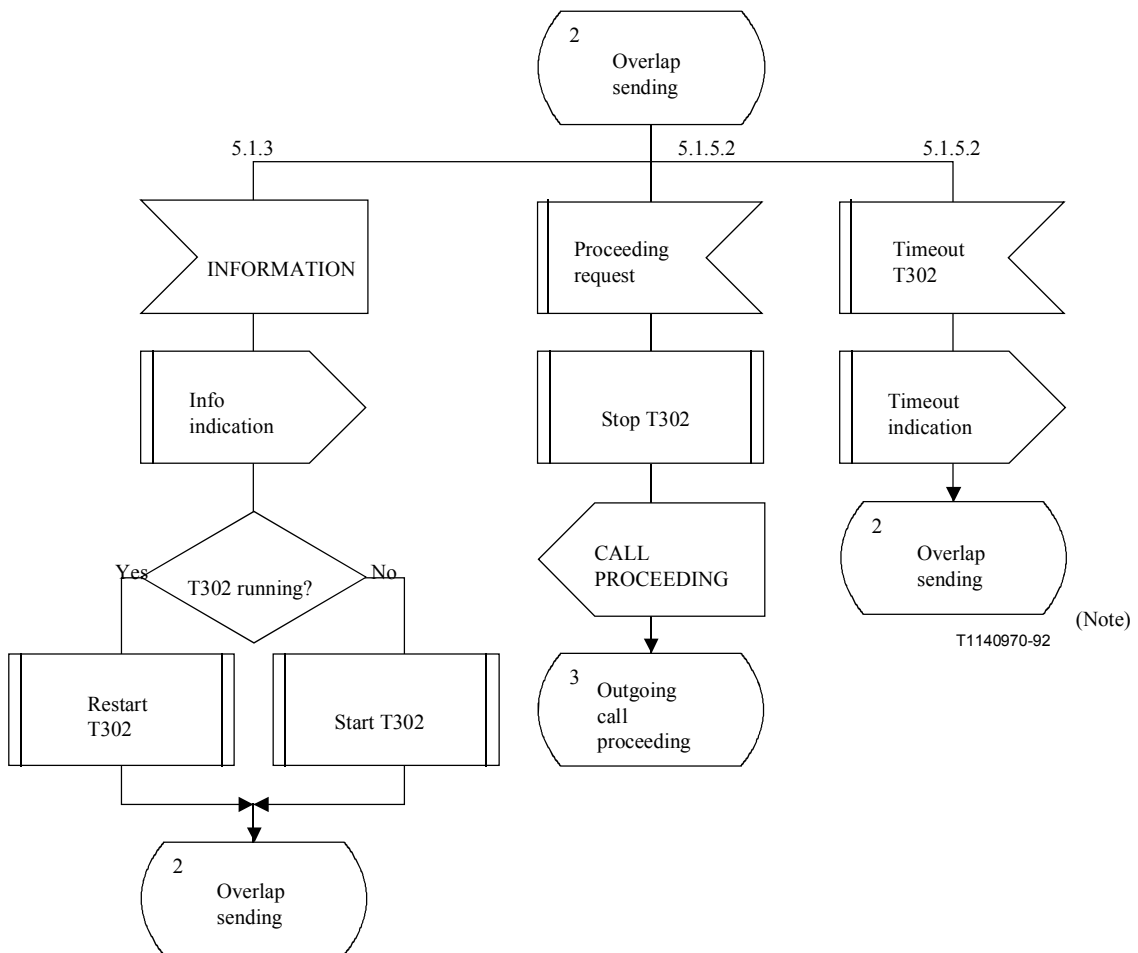 2
Overlap
sending
5.1.3
5.1.5.2
5.1.5.2
INFORMATION
Proceeding
request
Timeout
T302
Info
indication
Stop T302
Timeout
indication
Yes
T302 running?
No
CALL
PROCEEDING
2
Overlap
sending
(Note)
T1140970-92
Restart
T302
Start T302
3
Outgoing
call
proceeding
2
Overlap
sending